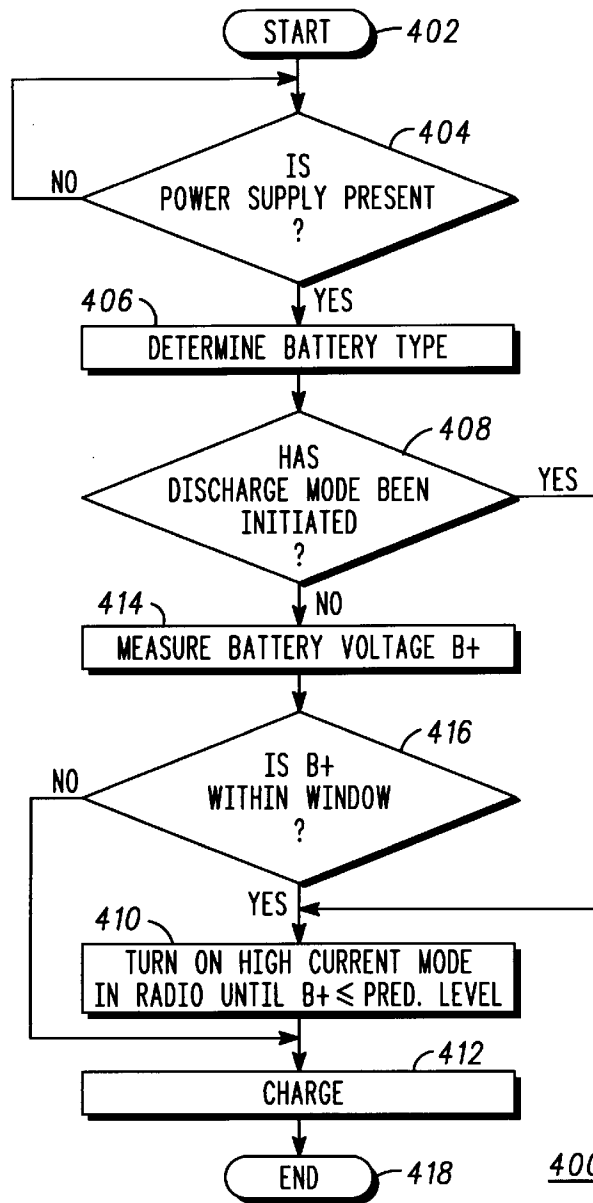 START
402
404
IS
POWER SUPPLY PRESENT
?
NO
YES
406
DETERMINE BATTERY TYPE
408
HAS
DISCHARGE MODE BEEN
INITIATED
?
YES
NO
414
MEASURE BATTERY VOLTAGE B+
416
IS B+
WITHIN WINDOW
?
NO
YES
410
TURN ON HIGH CURRENT MODE
IN RADIO UNTIL B+ ≤ PRED. LEVEL
412
CHARGE
END
418
400